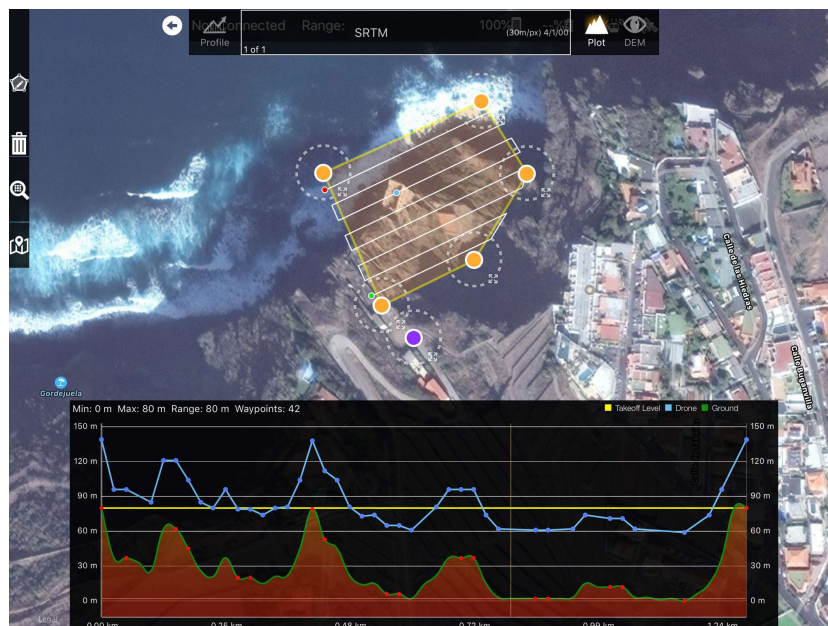 Not Connected Range: 100%
Profile
SRTM
(30m/px) 4/1/00
1 of 1
Plot
DEM
Calle de las Hiedras
Calle Buganvilla
Gordejuela
Min: 0 m Max: 80 m Range: 80 m Waypoints: 42
Takeoff Level Drone Ground
150 m 150 m
120 m 120 m
90 m 90 m
60 m 60 m
30 m 30 m
0 m 0 m
Legal
0.00 km 0.25 km 0.48 km 0.72 km 0.99 km 1.24 km